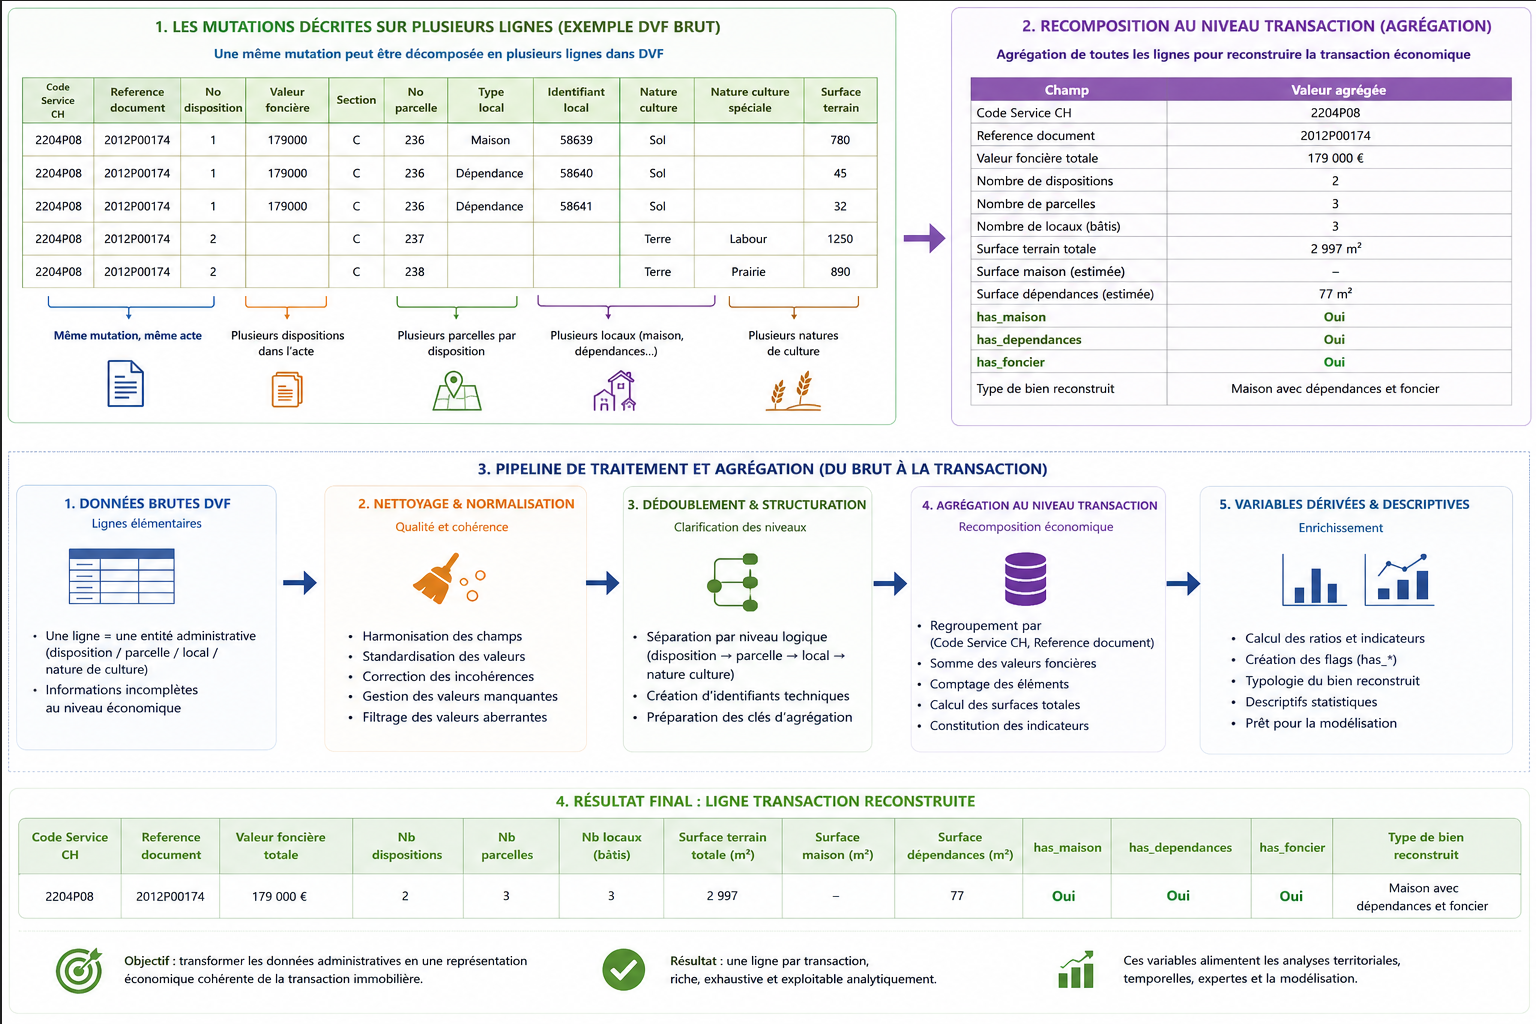 1. LES MUTATIONS DÉCRITES SUR PLUSIEURS LIGNES (EXEMPLE DVF BRUT)
Une même mutation peut être décomposée en plusieurs lignes dans DVF
Code Service CH | Reference document | No disposition | Valeur foncière | Section | No parcelle | Type local | Identifiant local | Nature culture | Nature culture spéciale | Surface terrain
2204P08 | 2012P00174 | 1 | 179000 | C | 236 | Maison | 58639 | Sol | | 780
2204P08 | 2012P00174 | 1 | 179000 | C | 236 | Dépendance | 58640 | Sol | | 45
2204P08 | 2012P00174 | 1 | 179000 | C | 236 | Dépendance | 58641 | Sol | | 32
2204P08 | 2012P00174 | 2 | | C | 237 | | | Terre | Labour | 1250
2204P08 | 2012P00174 | 2 | | C | 238 | | | Terre | Prairie | 890
Même mutation, même acte
Plusieurs dispositions
dans l'acte
Plusieurs parcelles par
disposition
Plusieurs locaux (maison,
dépendances...)
Plusieurs natures
de culture
2. RECOMPOSITION AU NIVEAU TRANSACTION (AGRÉGATION)
Agrégation de toutes les lignes pour reconstruire la transaction économique
Champ | Valeur agrégée
Code Service CH | 2204P08
Reference document | 2012P00174
Valeur foncière totale | 179 000 €
Nombre de dispositions | 2
Nombre de parcelles | 3
Nombre de locaux (bâtis) | 3
Surface terrain totale | 2 997 m²
Surface maison (estimée) | –
Surface dépendances (estimée) | 77 m²
has_maison | Oui
has_dependances | Oui
has_foncier | Oui
Type de bien reconstruit | Maison avec dépendances et foncier
3. PIPELINE DE TRAITEMENT ET AGRÉGATION (DU BRUT À LA TRANSACTION)
1. DONNÉES BRUTES DVF
Lignes élémentaires
• Une ligne = une entité administrative
(disposition / parcelle / local /
nature de culture)
• Informations incomplètes
au niveau économique
2. NETTOYAGE & NORMALISATION
Qualité et cohérence
• Harmonisation des champs
• Standardisation des valeurs
• Correction des incohérences
• Gestion des valeurs manquantes
• Filtrage des valeurs aberrantes
3. DÉDOUBLEMENT & STRUCTURATION
Clarification des niveaux
• Séparation par niveau logique
(disposition → parcelle → local →
nature culture)
• Création d'identifiants techniques
• Préparation des clés d'agrégation
4. AGRÉGATION AU NIVEAU TRANSACTION
Recomposition économique
• Regroupement par
(Code Service CH, Reference document)
• Somme des valeurs foncières
• Comptage des éléments
• Calcul des surfaces totales
• Constitution des indicateurs
5. VARIABLES DÉRIVÉES & DESCRIPTIVES
Enrichissement
• Calcul des ratios et indicateurs
• Création des flags (has_*)
• Typologie du bien reconstruit
• Descriptifs statistiques
• Prêt pour la modélisation
4. RÉSULTAT FINAL : LIGNE TRANSACTION RECONSTRUITE
Code Service CH | Reference document | Valeur foncière totale | Nb dispositions | Nb parcelles | Nb locaux (bâtis) | Surface terrain totale (m²) | Surface maison (m²) | Surface dépendances (m²) | has_maison | has_dependances | has_foncier | Type de bien reconstruit
2204P08 | 2012P00174 | 179 000 € | 2 | 3 | 3 | 2 997 | – | 77 | Oui | Oui | Oui | Maison avec dépendances et foncier
Objectif : transformer les données administratives en une représentation
économique cohérente de la transaction immobilière.
Résultat : une ligne par transaction,
riche, exhaustive et exploitable analytiquement.
Ces variables alimentent les analyses territoriales,
temporelles, expertes et la modélisation.